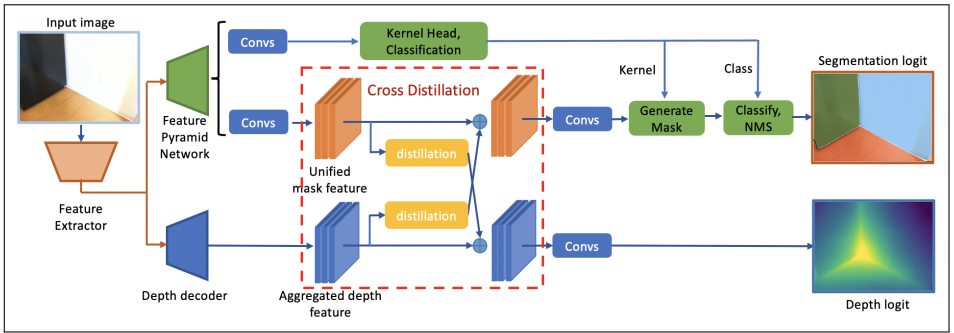 Input image
Feature
Extractor
Feature
Pyramid
Network
Depth decoder
Convs
Kernel Head,
Classification
Convs
Cross Distillation
Unified
mask feature
distillation
distillation
Aggregated depth
feature
Convs
Kernel
Class
Generate
Mask
Classify,
NMS
Segmentation logit
Convs
Depth logit